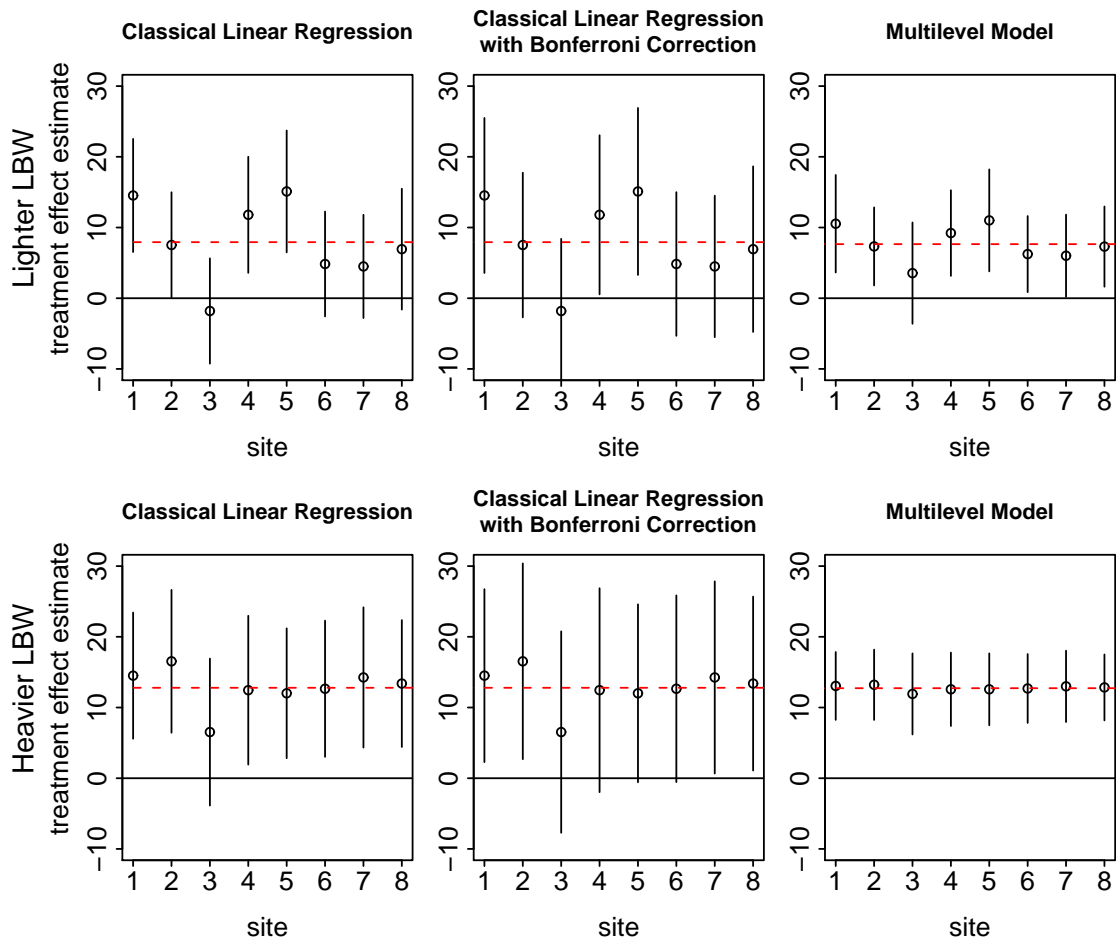 Classical Linear Regression
Classical Linear Regression
with Bonferroni Correction
Multilevel Model
Lighter LBW
treatment effect estimate
30
20
10
0
−10
1 2 3 4 5 6 7 8
site
30
20
10
0
−10
1 2 3 4 5 6 7 8
site
30
20
10
0
−10
1 2 3 4 5 6 7 8
site
Classical Linear Regression
Classical Linear Regression
with Bonferroni Correction
Multilevel Model
Heavier LBW
treatment effect estimate
30
20
10
0
−10
1 2 3 4 5 6 7 8
site
30
20
10
0
−10
1 2 3 4 5 6 7 8
site
30
20
10
0
−10
1 2 3 4 5 6 7 8
site